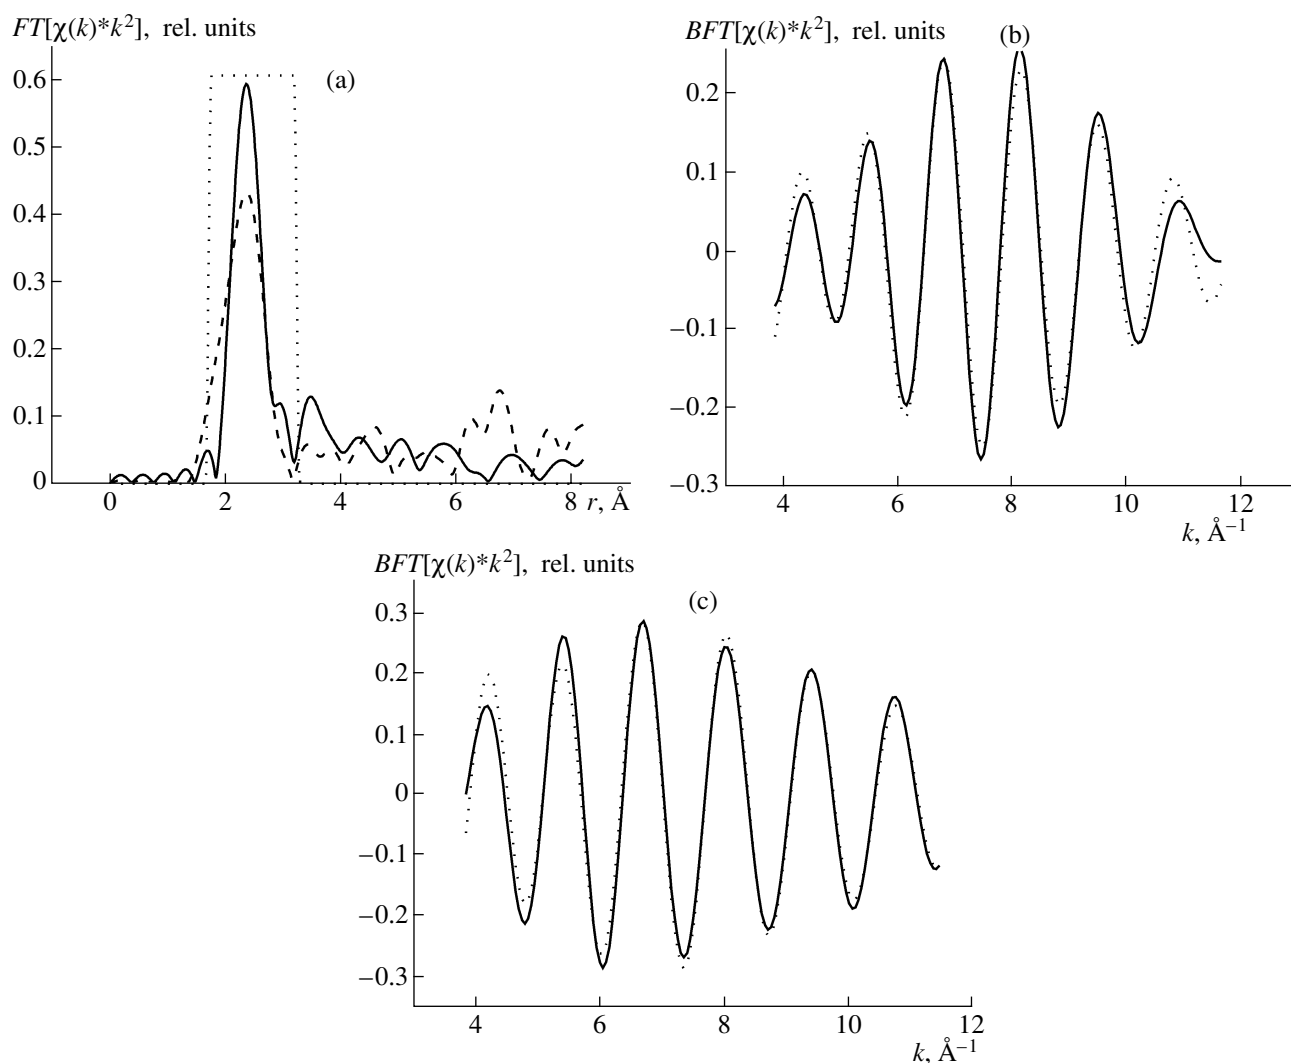 FT[χ(k)*k²], rel. units
(a)
0.6
0.5
0.4
0.3
0.2
0.1
0
0 2 4 6 8 r, Å
BFT[χ(k)*k²], rel. units
(b)
0.2
0.1
0
−0.1
−0.2
−0.3
4 6 8 10 12
k, Å⁻¹
BFT[χ(k)*k²], rel. units
(c)
0.3
0.2
0.1
0
−0.1
−0.2
−0.3
4 6 8 10 12
k, Å⁻¹